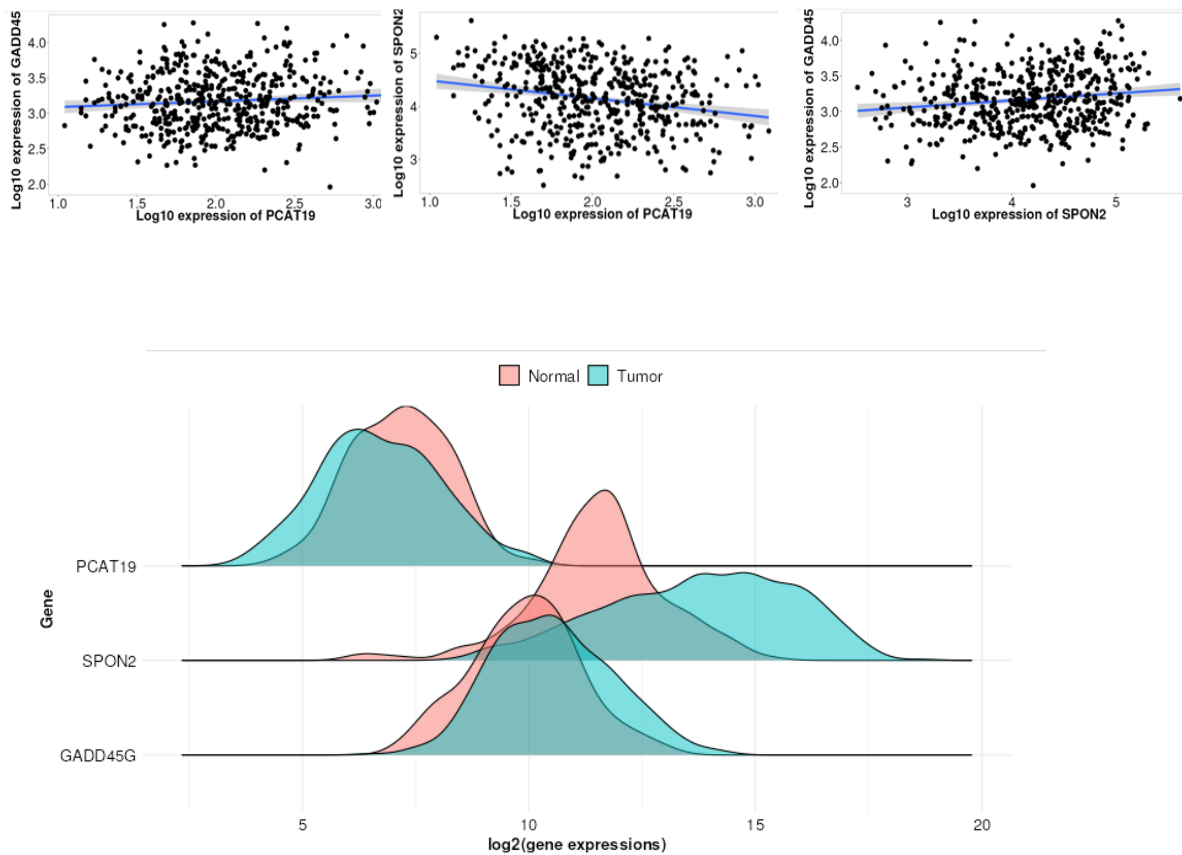 Log10 expression of GADD45
4.0
3.5
3.0
2.5
2.0
1.0 1.5 2.0 2.5 3.0
Log10 expression of PCAT19
Log10 expression of SPON2
5
4
3
1.0 1.5 2.0 2.5 3.0
Log10 expression of PCAT19
Log10 expression of GADD45
4.0
3.5
3.0
2.5
2.0
3 4 5
Log10 expression of SPON2
Normal Tumor
Gene
PCAT19
SPON2
GADD45G
5 10 15 20
log2(gene expressions)